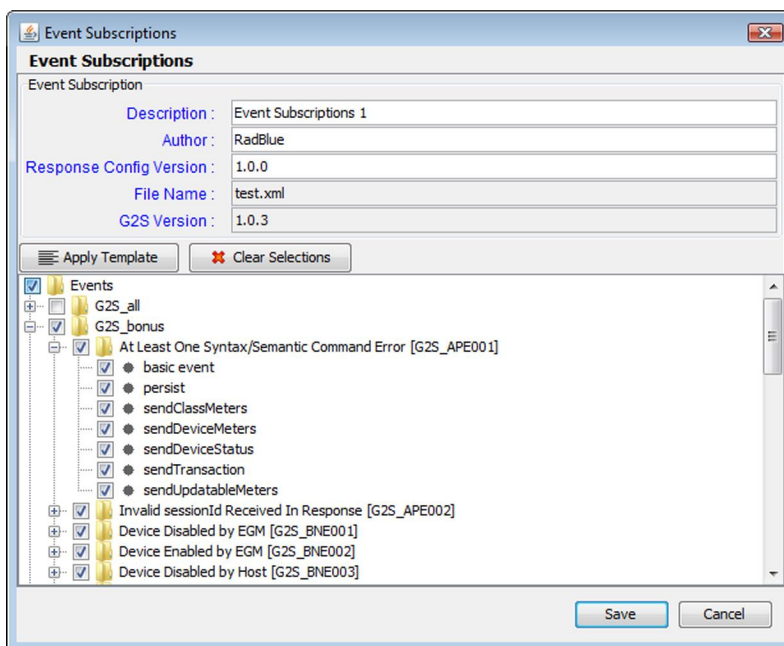 Event Subscriptions
Event Subscriptions
Event Subscription
Description : Event Subscriptions 1
Author : RadBlue
Response Config Version : 1.0.0
File Name : test.xml
G2S Version : 1.0.3
Apply Template Clear Selections
Events
G2S_all
G2S_bonus
At Least One Syntax/Semantic Command Error [G2S_APE001]
basic event
persist
sendClassMeters
sendDeviceMeters
sendDeviceStatus
sendTransaction
sendUpdatableMeters
Invalid sessionId Received In Response [G2S_APE002]
Device Disabled by EGM [G2S_BNE001]
Device Enabled by EGM [G2S_BNE002]
Device Disabled by Host [G2S_BNE003]
Save Cancel